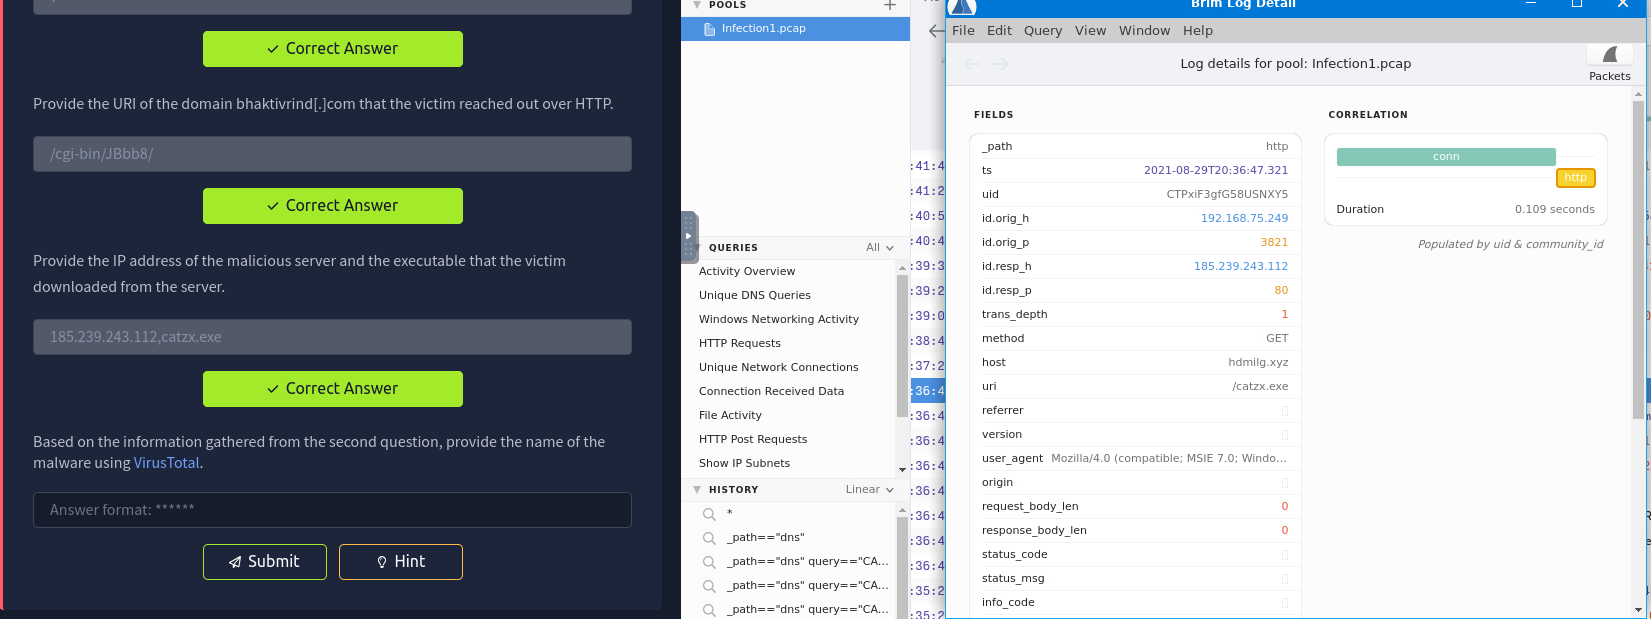 Correct Answer
Provide the URI of the domain bhaktivrind[.]com that the victim reached out over HTTP.
/cgi-bin/JBbb8/
Correct Answer
Provide the IP address of the malicious server and the executable that the victim
downloaded from the server.
185.239.243.112,catzx.exe
Correct Answer
Based on the information gathered from the second question, provide the name of the
malware using VirusTotal.
Answer format: ******
Submit
Hint
POOLS
Infection1.pcap
QUERIES
All
Activity Overview
Unique DNS Queries
Windows Networking Activity
HTTP Requests
Unique Network Connections
Connection Received Data
File Activity
HTTP Post Requests
Show IP Subnets
HISTORY
Linear
*
_path=="dns"
_path=="dns" query=="CA...
_path=="dns" query=="CA...
_path=="dns" query=="CA...
:41:4
:41:2
:40:5
:40:4
:39:3
:39:2
:39:0
:38:4
:37:2
:36:4
:36:4
:36:4
:36:4
:36:4
:36:4
:36:4
:36:4
:35:2
:35:2
Brim Log Detail
File Edit Query View Window Help
Log details for pool: Infection1.pcap
Packets
FIELDS
_path http
ts 2021-08-29T20:36:47.321
uid CTPxiF3gfG58USNXY5
id.orig_h 192.168.75.249
id.orig_p 3821
id.resp_h 185.239.243.112
id.resp_p 80
trans_depth 1
method GET
host hdmilg.xyz
uri /catzx.exe
referrer
version
user_agent Mozilla/4.0 (compatible; MSIE 7.0; Windo...
origin
request_body_len 0
response_body_len 0
status_code
status_msg
info_code
CORRELATION
conn
http
Duration 0.109 seconds
Populated by uid & community_id